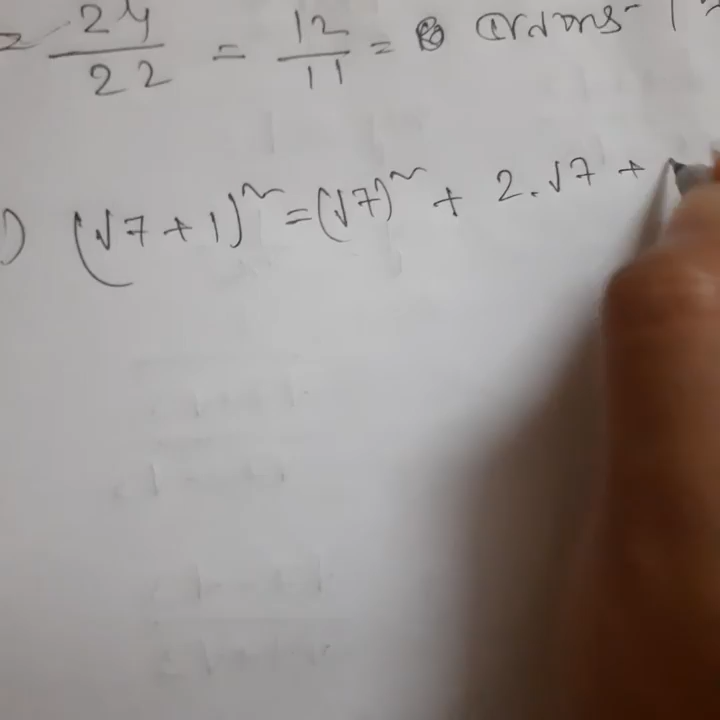 = 24/22 = 12/11 =
) (√7 + 1)² = (√7)² + 2.√7 +